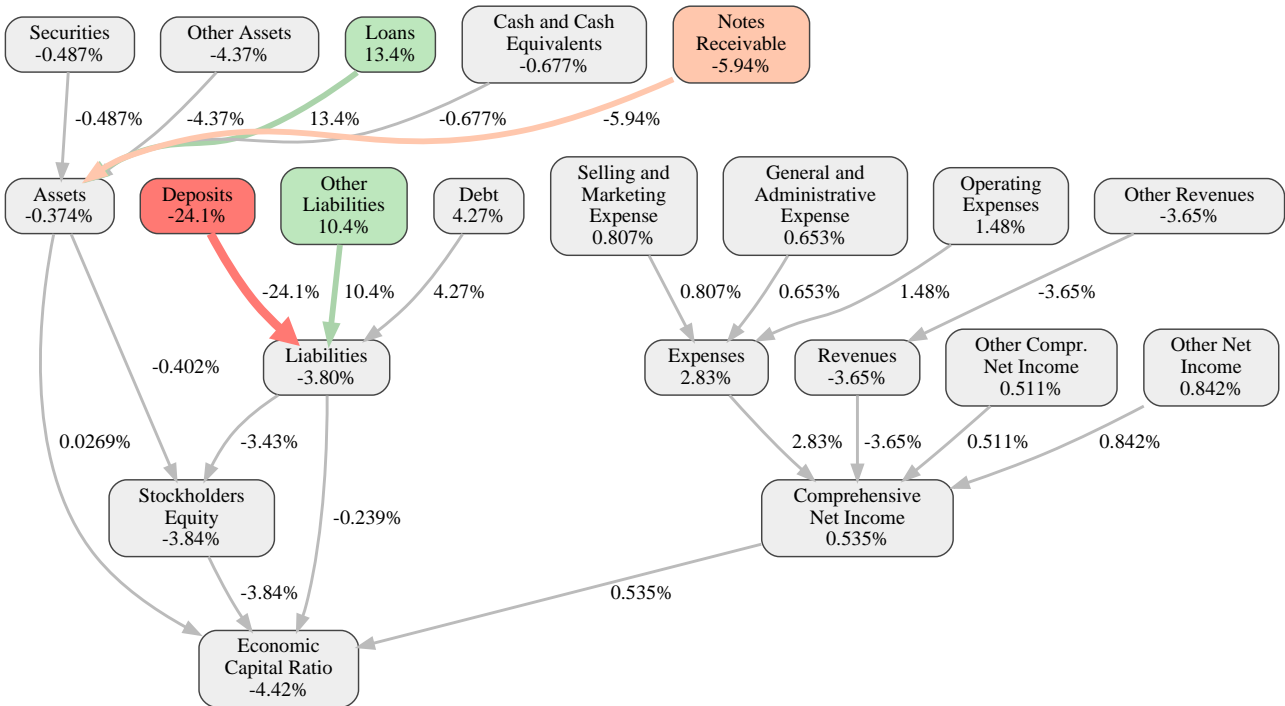 Securities
-0.487%
Other Assets
-4.37%
Loans
13.4%
Cash and Cash
Equivalents
-0.677%
Notes
Receivable
-5.94%
-0.487%
-4.37%
13.4%
-0.677%
-5.94%
Assets
-0.374%
Deposits
-24.1%
Other
Liabilities
10.4%
Debt
4.27%
Selling and
Marketing
Expense
0.807%
General and
Administrative
Expense
0.653%
Operating
Expenses
1.48%
Other Revenues
-3.65%
-24.1%
10.4%
4.27%
0.807%
0.653%
1.48%
-3.65%
-0.402%
Liabilities
-3.80%
Expenses
2.83%
Revenues
-3.65%
Other Compr.
Net Income
0.511%
Other Net
Income
0.842%
0.0269%
-3.43%
-0.239%
2.83%
-3.65%
0.511%
0.842%
Stockholders
Equity
-3.84%
Comprehensive
Net Income
0.535%
-3.84%
0.535%
Economic
Capital Ratio
-4.42%